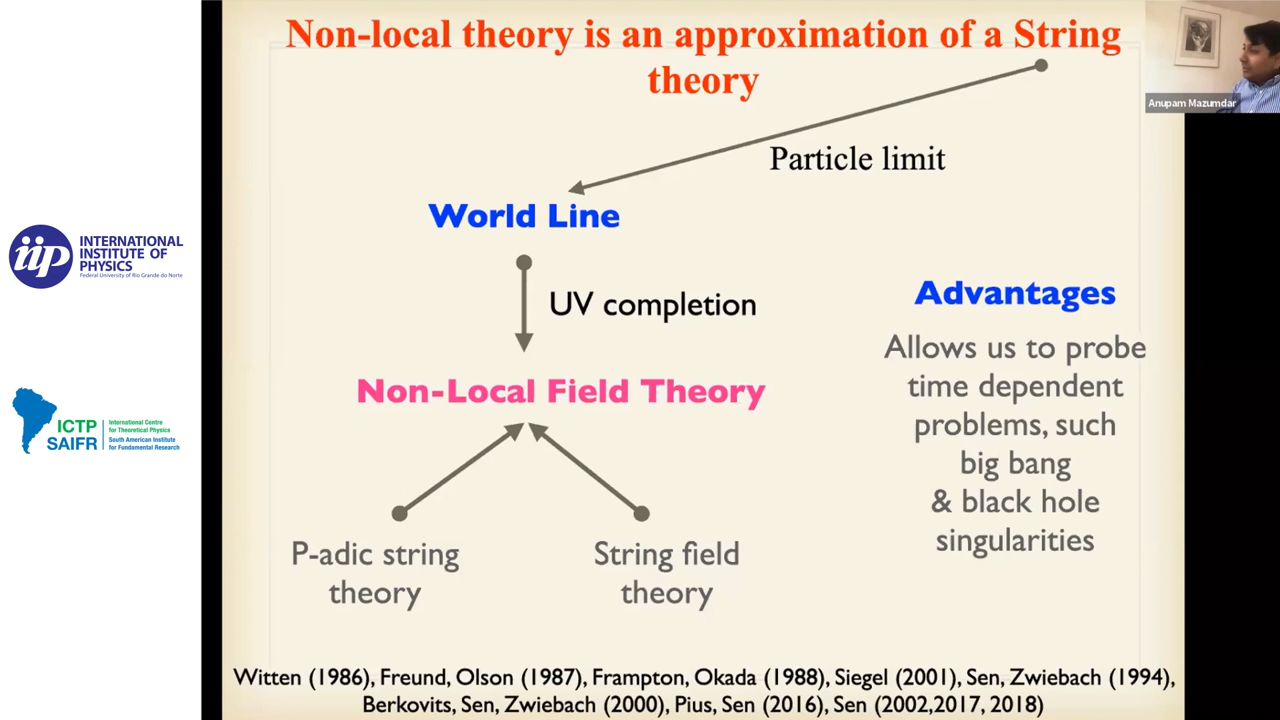 Non-local theory is an approximation of a String
theory
Anupam Mazumdar
Particle limit
World Line
UV completion
Non-Local Field Theory
P-adic string
theory
String field
theory
Advantages
Allows us to probe
time dependent
problems, such
big bang
& black hole
singularities
Witten (1986), Freund, Olson (1987), Frampton, Okada (1988), Siegel (2001), Sen, Zwiebach (1994),
Berkovits, Sen, Zwiebach (2000), Pius, Sen (2016), Sen (2002,2017, 2018)
iip
INTERNATIONAL
INSTITUTE OF
PHYSICS
Federal University of Rio Grande do Norte
ICTP
SAIFR
International Centre
for Theoretical Physics
South American Institute
for Fundamental Research